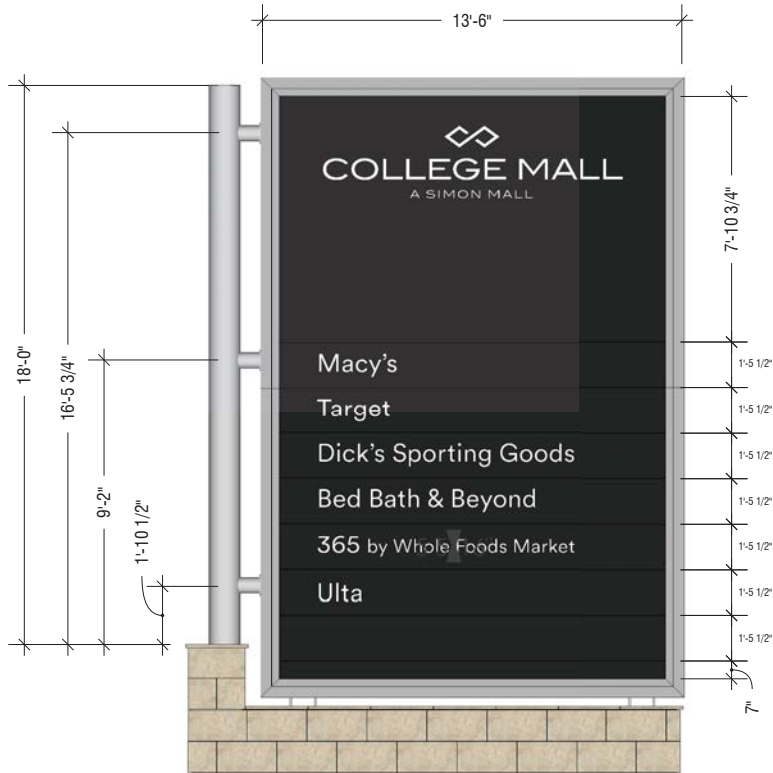 13'-6"
18'-0"
16'-5 3/4"
9'-2"
1'-10 1/2"
COLLEGE MALL
A SIMON MALL
Macy's
Target
Dick's Sporting Goods
Bed Bath & Beyond
365 by Whole Foods Market
Ulta
7'-10 3/4"
1'-5 1/2"
1'-5 1/2"
1'-5 1/2"
1'-5 1/2"
1'-5 1/2"
1'-5 1/2"
1'-5 1/2"
7"